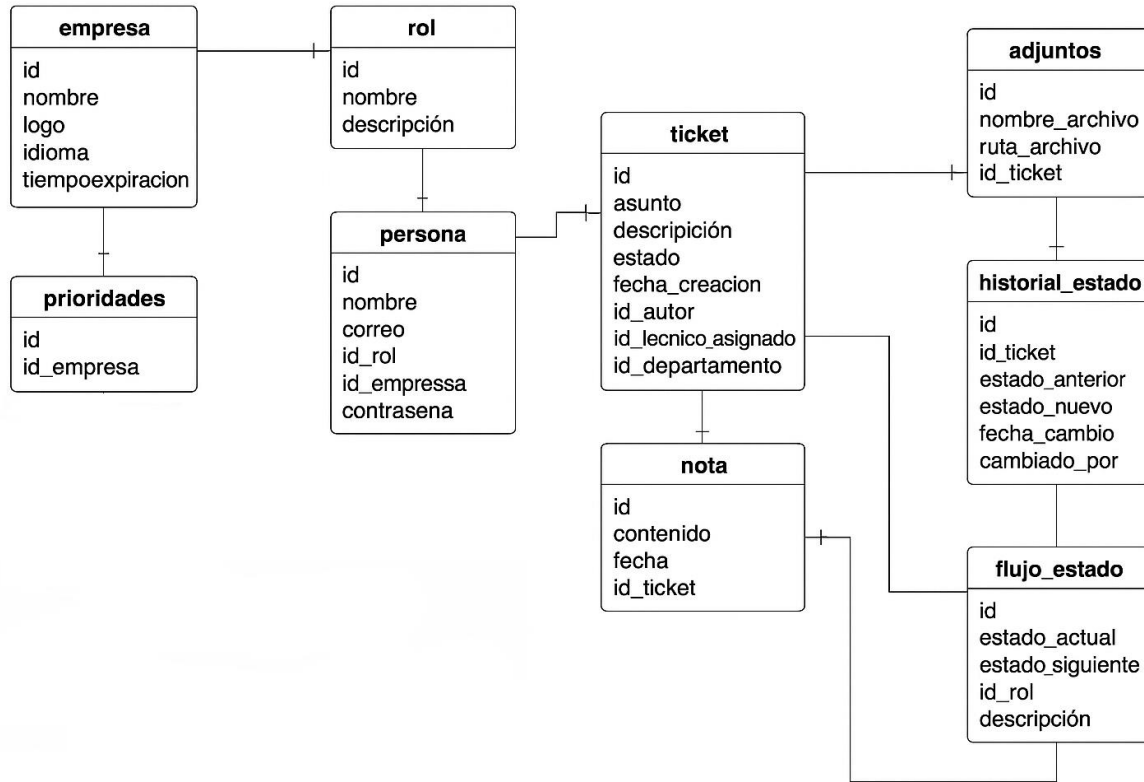 empresa
id
nombre
logo
idioma
tiempoexpiracion
prioridades
id
id_empresa
rol
id
nombre
descripción
persona
id
nombre
correo
id_rol
id_empressa
contrasena
ticket
id
asunto
descripición
estado
fecha_creacion
id_autor
id_lecnico_asignado
id_departamento
nota
id
contenido
fecha
id_ticket
adjuntos
id
nombre_archivo
ruta_archivo
id_ticket
historial_estado
id
id_ticket
estado_anterior
estado_nuevo
fecha_cambio
cambiado_por
flujo_estado
id
estado_actual
estado_siguiente
id_rol
descripción